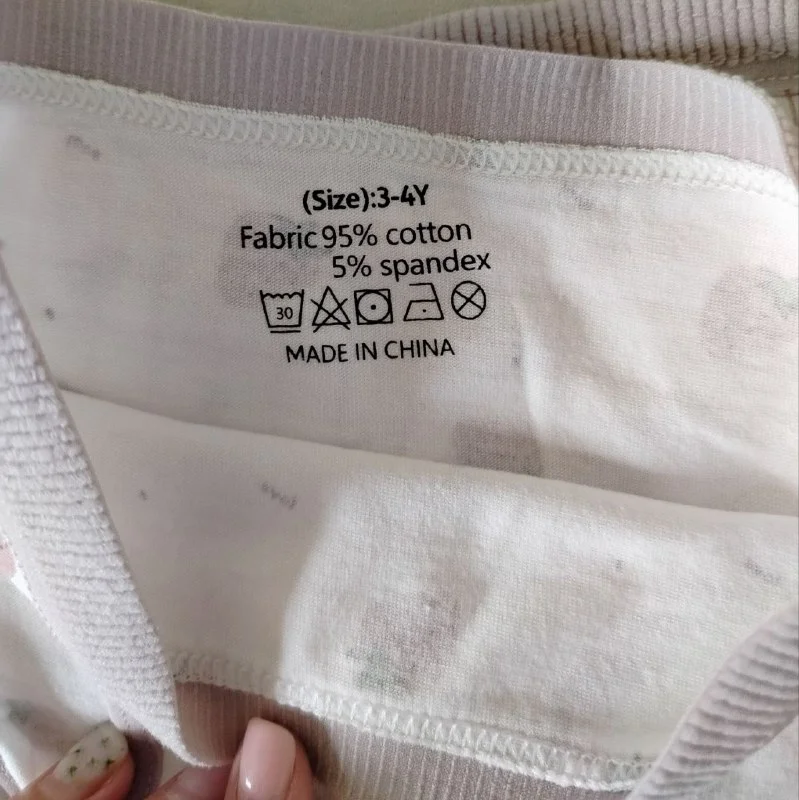 (Size):3-4Y
Fabric 95% cotton
5% spandex
30
MADE IN CHINA